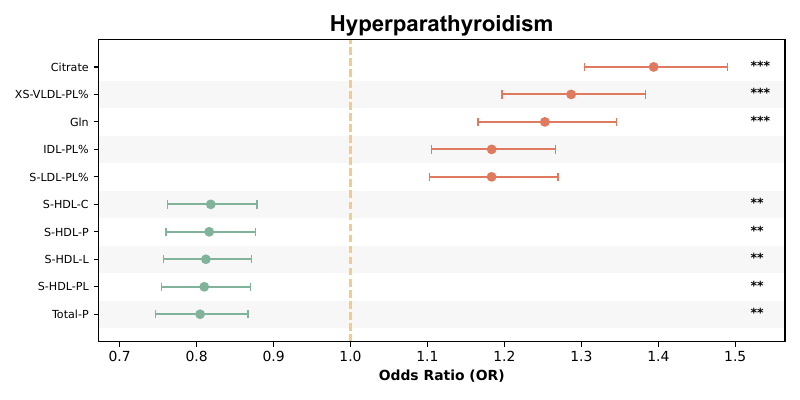 Hyperparathyroidism
Citrate ***
XS-VLDL-PL% ***
Gln ***
IDL-PL%
S-LDL-PL%
S-HDL-C **
S-HDL-P **
S-HDL-L **
S-HDL-PL **
Total-P **
0.7 0.8 0.9 1.0 1.1 1.2 1.3 1.4 1.5
Odds Ratio (OR)